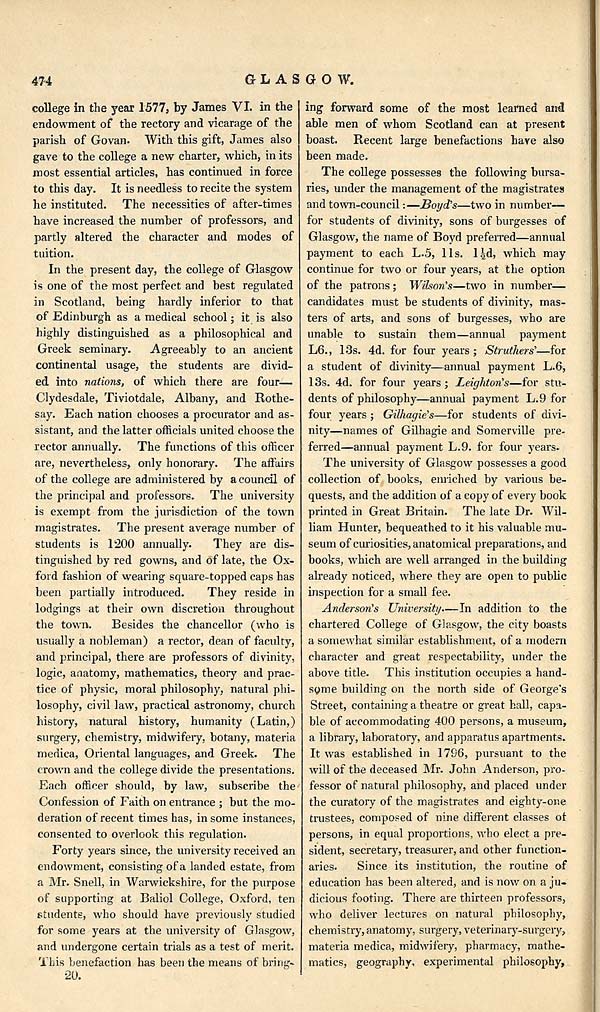 474
GLASGOW.
college in the year 1577, by James VI. in the
endowment of the rectory and vicarage of the
parish of Govan. With this gift, James also
gave to the college a new charter, which, in its
most essential articles, has continued in force
to this day. It is needless to recite the system
he instituted. The necessities of after-times
have increased the number of professors, and
partly altered the character and modes of
tuition.
In the present day, the college of Glasgow
is one of the most perfect and best regulated
in Scotland, being hardly inferior to that
of Edinburgh as a medical school; it is also
highly distinguished as a philosophical and
Greek seminary. Agreeably to an ancient
continental usage, the students are divid-
ed into nations, of which there are four—
Clydesdale, Tiviotdale, Albany, and Rothe-
say. Each nation chooses a procurator and as-
sistant, and the latter officials united choose the
rector annually. The functions of this officer
are, nevertheless, only honorary. The affairs
of the college are administered by a council of
the principal and professors. The university
is exempt from the jurisdiction of the town
magistrates. The present average number of
students is 1200 annually. They are dis-
tinguished by red gowns, and of late, the Ox-
ford fashion of wearing square-topped caps has
been partially introduced. They reside in
lodgings at their own discretion throughout
the town. Besides the chancellor (who is
usually a nobleman) a rector, dean of faculty,
and principal, there are professors of divinity,
logic, anatomy, mathematics, theory and prac-
tice of physic, moral philosophy, natural phi-
losophy, civil law, practical astronomy, church
history, natural history, humanity (Latin,)
surgery, chemistry, midwifery, botany, materia
medica, Oriental languages, and Greek. The
crown and the college divide the presentations.
Each officer should, by law, subscribe the
Confession of Faith on entrance; but the mo-
deration of recent times has, in some instances,
consented to overlook this regulation.
Forty years since, the university received an
endowment, consisting of a landed estate, from
a Mr. Snell, in Warwickshire, for the purpose
of supporting at Baliol College, Oxford, ten
students, who should have previously studied
for some years at the university of Glasgow,
and undergone certain trials as a test of merit.
This benefaction has been the means of bring-
20.
ing forward some of the most learned and
able men of whom Scotland can at present
boast. Recent large benefactions have also
been made.
The college possesses the following bursa-
ries, under the management of the magistrates
and town-council:—Boyd's—two in number—
for students of divinity, sons of burgesses of
Glasgow, the name of Boyd preferred—annual
payment to each L.5, 11s. 1½d, which may
continue for two or four years, at the option
of the patrons; Wilson's—two in number—
candidates must be students of divinity, mas-
ters of arts, and sons of burgesses, who are
unable to sustain them—annual payment
L6., 13s. 4d. for four years; Struthers'—for
a student of divinity—annual payment L.6,
13s. 4d. for four years; Leighton's—for stu-
dents of philosophy—annual payment L.9 for
four years; Gilhagie's—for students of divi-
nity—names of Gilhagie and Somerville pre-
ferred—annual payment L.9. for four years.
The university of Glasgow possesses a good
collection of books, enriched by various be-
quests, and the addition of a copy of every book
printed in Great Britain. The late Dr. Wil-
liam Hunter, bequeathed to it his valuable mu-
seum of curiosities, anatomical preparations, and
books, which are well arranged in the building
already noticed, where they are open to public
inspection for a small fee.
Anderson's University.—In addition to the
chartered College of Glasgow, the city boasts
a somewhat similar establishment, of a modern
character and great respectability, under the
above title. This institution occupies a hand-
some building on the north side of George's
Street, containing a theatre or great hall, capa-
ble of accommodating 400 persons, a museum,
a library, laboratory, and apparatus apartments.
It was established in 1796, pursuant to the
will of the deceased Mr. John Anderson, pro-
fessor of natural philosophy, and placed under
the curatory of the magistrates and eighty-one
trustees, composed of nine different classes of
persons, in equal proportions, who elect a pre-
sident, secretary, treasurer, and other function-
aries. Since its institution, the routine of
education has been altered, and is now on a ju-
dicious footing. There are thirteen professors,
who deliver lectures on natural philosophy,
chemistry, anatomy, surgery, veterinary-surgery,
materia medica, midwifery, pharmacy, mathe-
matics, geography, experimental philosophy,